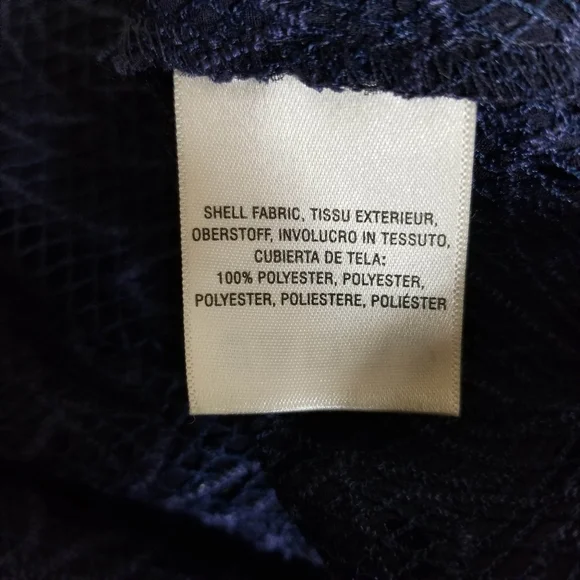 SHELL FABRIC, TISSU EXTERIEUR,
OBERSTOFF, INVOLUCRO IN TESSUTO,
CUBIERTA DE TELA:
100% POLYESTER, POLYESTER,
POLYESTER, POLIESTERE, POLIÉSTER